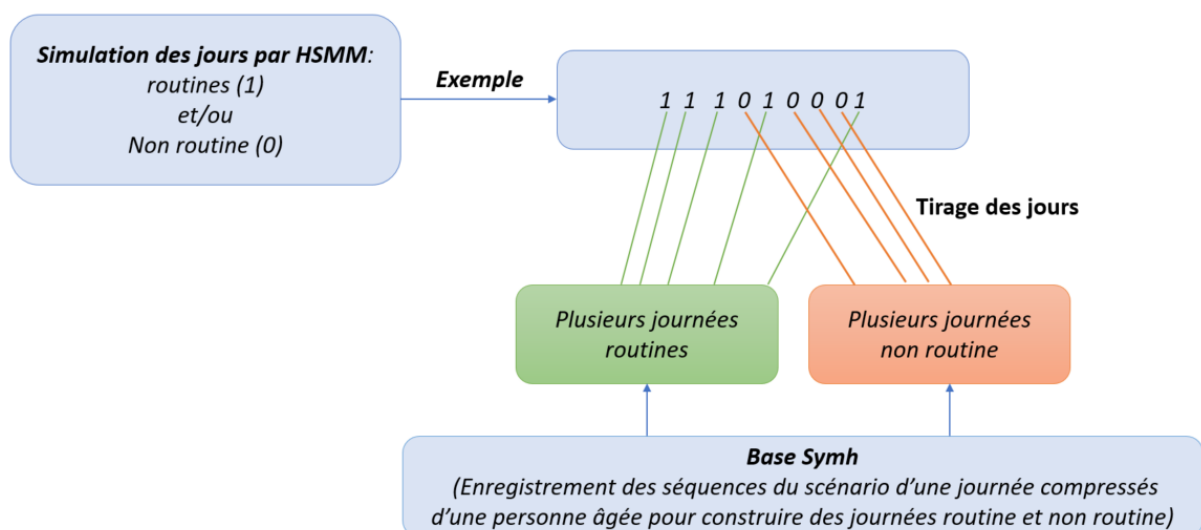 Simulation des jours par HSMM:
routines (1)
et/ou
Non routine (0)
Exemple
1 1 1 0 1 0 0 0 1
Tirage des jours
Plusieurs journées
routines
Plusieurs journées
non routine
Base Symh
(Enregistrement des séquences du scénario d’une journée compressés
d’une personne âgée pour construire des journées routine et non routine)